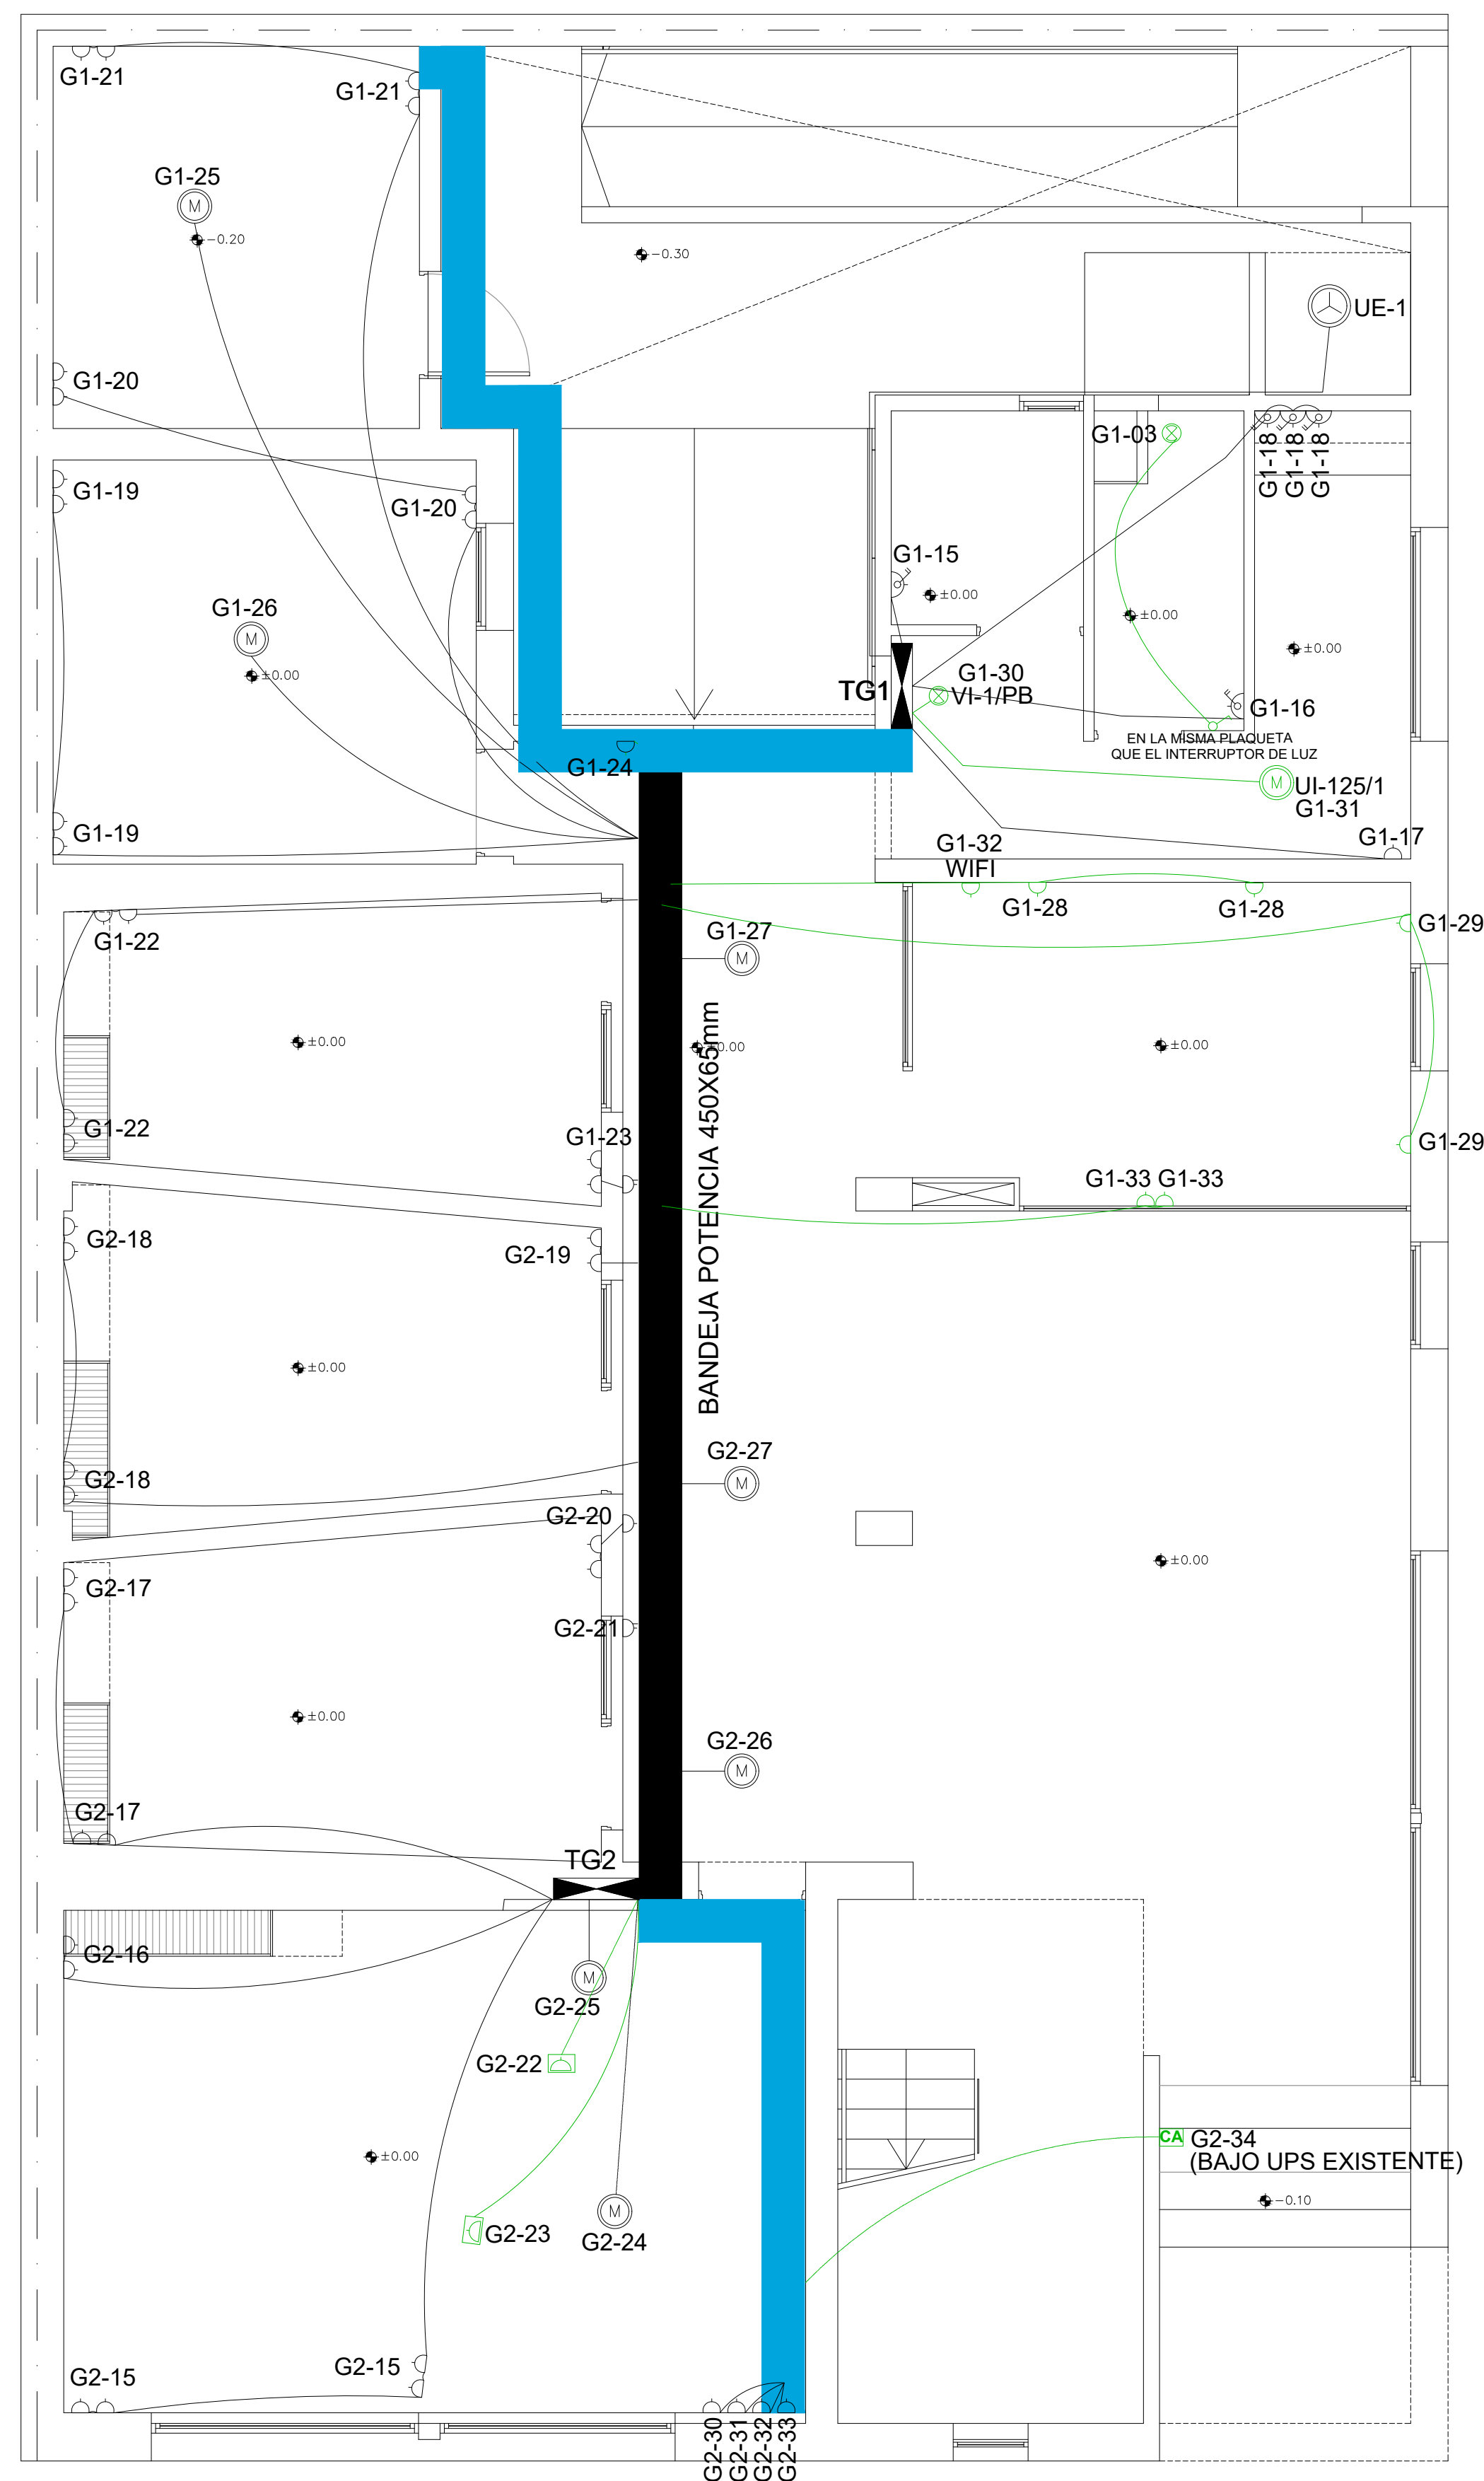 G1-21
G1-21
G1-25
M
-0.20
-0.30
UE-1
G1-20
G1-03
G1-18
G1-18
G1-18
G1-19
G1-20
G1-15
±0.00
G1-26
M
±0.00
±0.00
±0.00
TG1
G1-30
VI-1/PB
G1-16
EN LA MISMA PLAQUETA
QUE EL INTERRUPTOR DE LUZ
G1-24
M
UI-125/1
G1-31
G1-19
G1-32
WIFI
G1-17
G1-28
G1-28
G1-22
G1-27
M
G1-29
±0.00
BANDEJA POTENCIA 450X65mm
±0.00
±0.00
G1-22
G1-23
G1-29
G1-33
G1-33
G2-18
G2-19
±0.00
G2-27
M
G2-18
G2-20
±0.00
G2-17
G2-21
±0.00
G2-26
M
G2-17
TG2
G2-16
M
G2-25
G2-22
CA
G2-34
(BAJO UPS EXISTENTE)
±0.00
-0.10
M
G2-23
G2-24
G2-15
G2-15
G2-30
G2-31
G2-32
G2-33